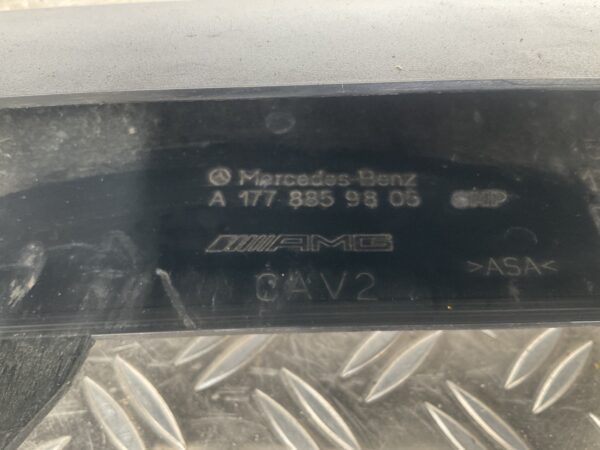 Mercedes-Benz
A 177 885 98 05
AMG
CAV2
>ASA<